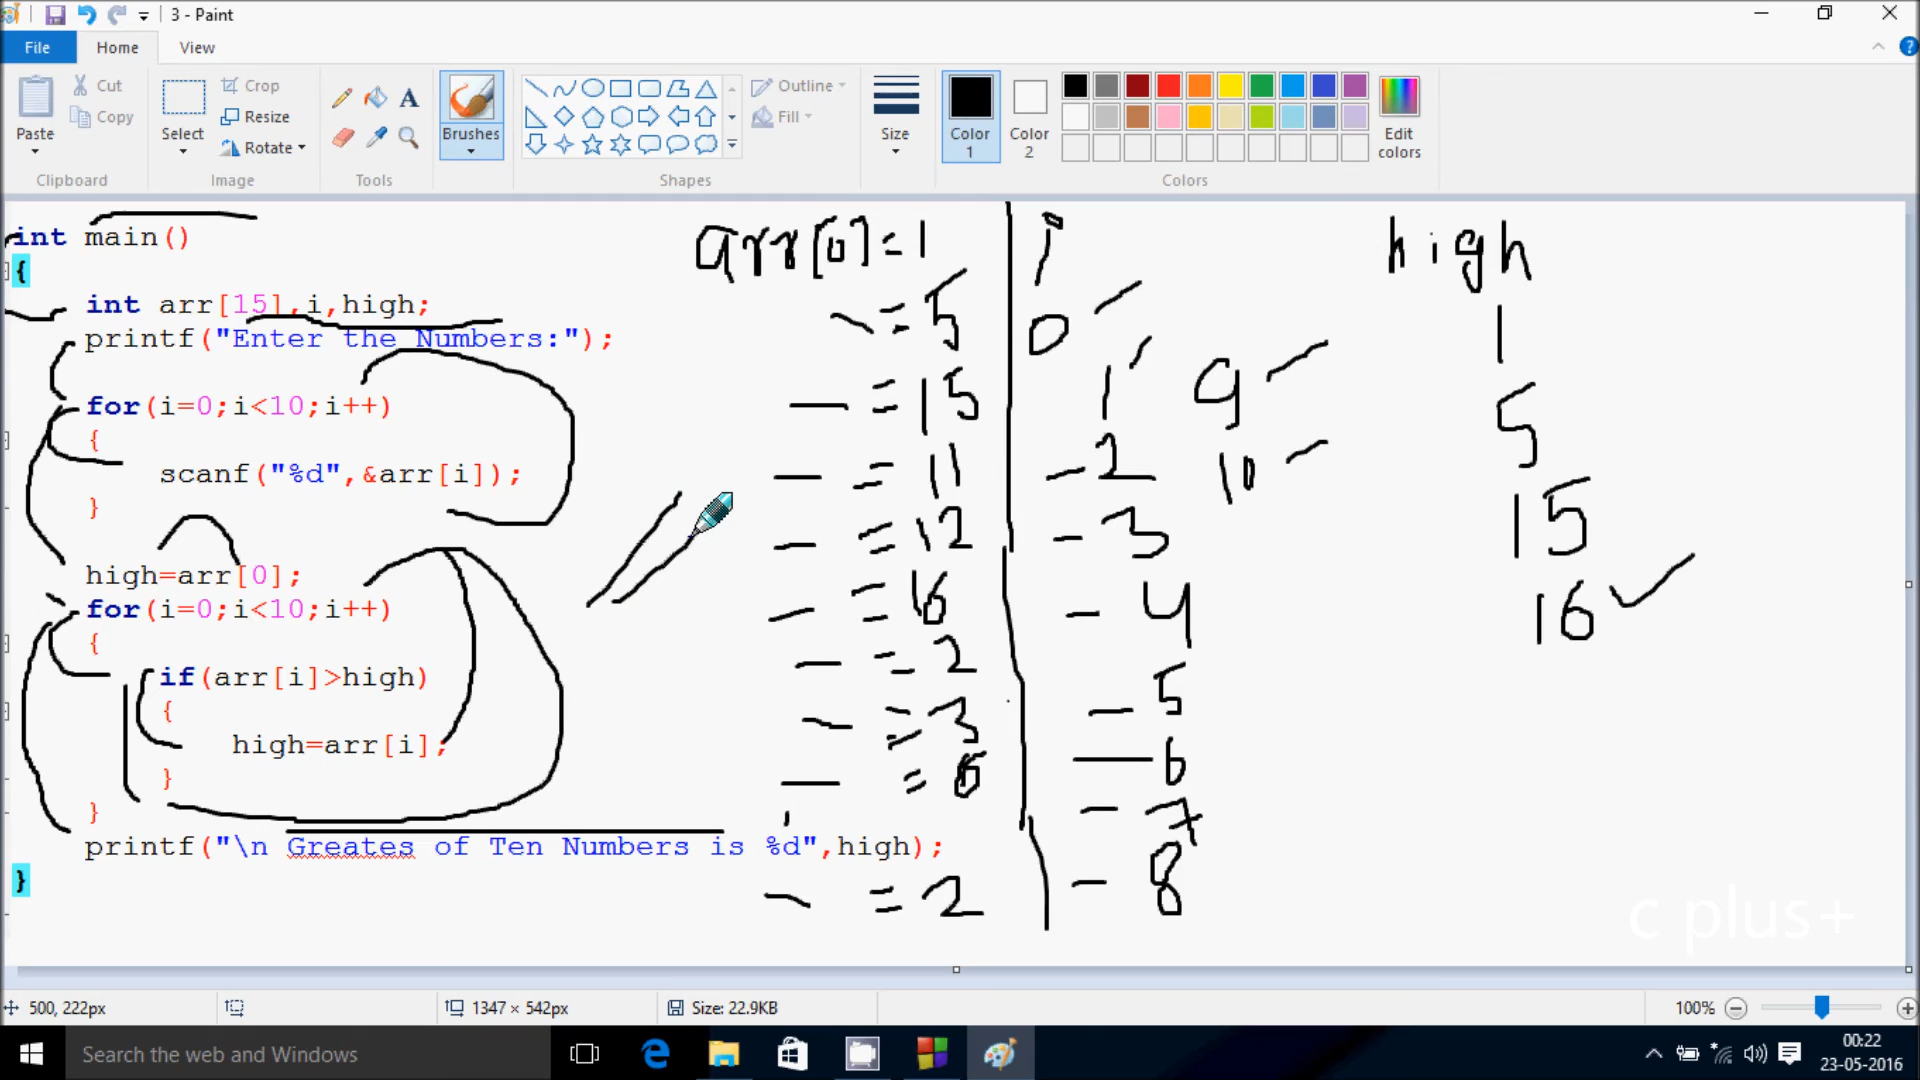 3 - Paint
File Home View
Cut
Copy
Paste
Clipboard
Select
Crop
Resize
Rotate
Image
Tools
Brushes
Outline
Fill
Shapes
Size
Color 1
Color 2
Edit colors
Colors
int main()
{
int arr[15],i,high;
printf("Enter the Numbers:");
for(i=0;i<10;i++)
{
scanf("%d",&arr[i]);
}
high=arr[0];
for(i=0;i<10;i++)
{
if(arr[i]>high)
{
high=arr[i];
}
}
printf("\n Greates of Ten Numbers is %d",high);
}
arr[0]=1
- = 5
- = 15
- = 11
- = 12
- = 16
- = 2
- = 3
- = 6
- = 2
i
0
1
- 2
- 3
- 4
- 5
- 6
- 7
- 8
9
10
high
1
5
15
16
c plus+
500, 222px
1347 × 542px
Size: 22.9KB
100%
Search the web and Windows
00:22
23-05-2016